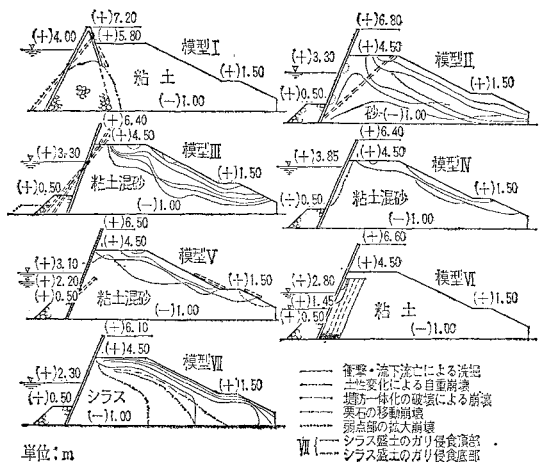 (+)7.20
(+)4.00
(+)5.80
模型I
(+)1.50
粘土
(-)1.00
(+)6.80
模型II
(+)4.50
(+)3.30
(+)1.50
(+)0.50
砂
(-)1.00
(+)6.40
(+)4.50
模型III
(+)3.30
(+)1.50
(+)0.50
粘土混砂
(-)1.00
(+)6.40
(+)3.85
(+)4.50
模型IV
(+)1.50
(+)0.50
粘土混砂
(-)1.00
(+)6.50
(+)4.50
模型V
(+)3.10
(+)2.20
(+)1.50
(+)0.50
粘土混砂
(-)1.00
(+)6.60
(+)4.50
模型VI
(+)2.80
(+)1.45
(+)1.50
(+)0.50
粘土
(-)1.00
(+)6.10
(+)4.50
模型VII
(+)2.30
(+)1.50
(+)0.50
シラス
(-)1.00
単位:m
衝撃・流下流亡による洗掘
土性変化による自重崩壊
堤防一体化の破壊による崩壊
栗石の移動崩壊
弱点部の拡大崩壊
VII
シラス盛土のガリ侵食頂部
シラス盛土のガリ侵食底部